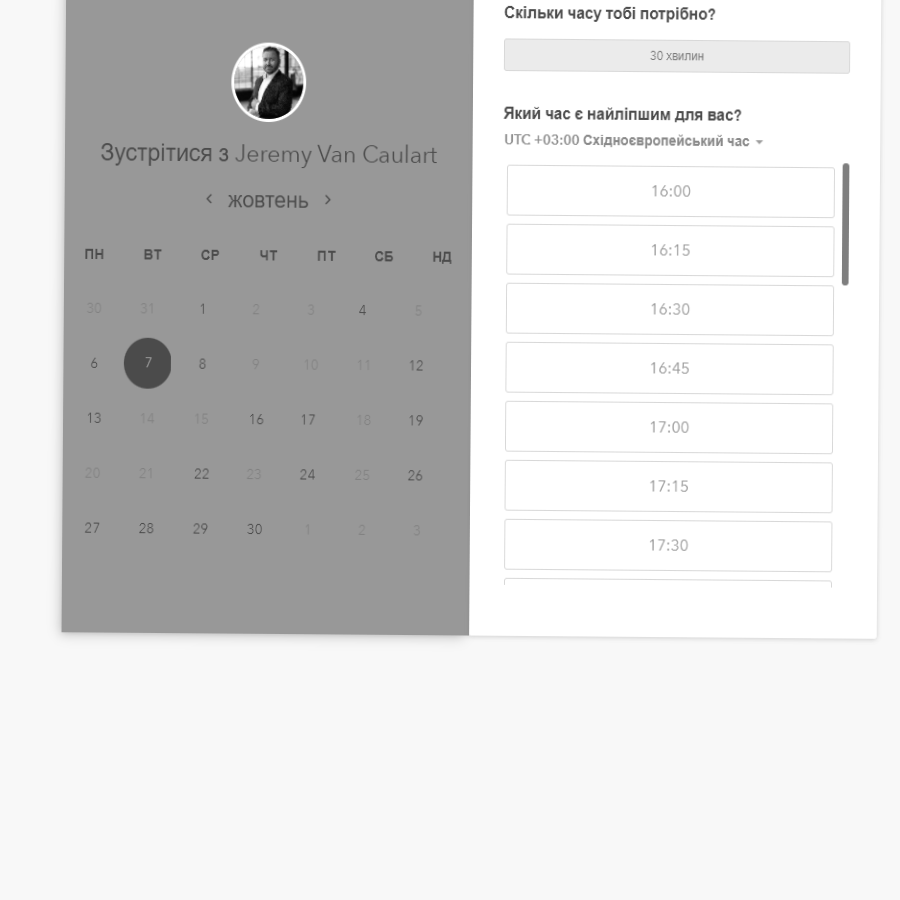 Зустрітися з Jeremy Van Caulart
жовтень
ПН ВТ СР ЧТ ПТ СБ НД
30 31 1 2 3 4 5
6 7 8 9 10 11 12
13 14 15 16 17 18 19
20 21 22 23 24 25 26
27 28 29 30 1 2 3
Скільки часу тобі потрібно?
30 хвилин
Який час є найліпшим для вас?
UTC +03:00 Східноєвропейський час
16:00
16:15
16:30
16:45
17:00
17:15
17:30